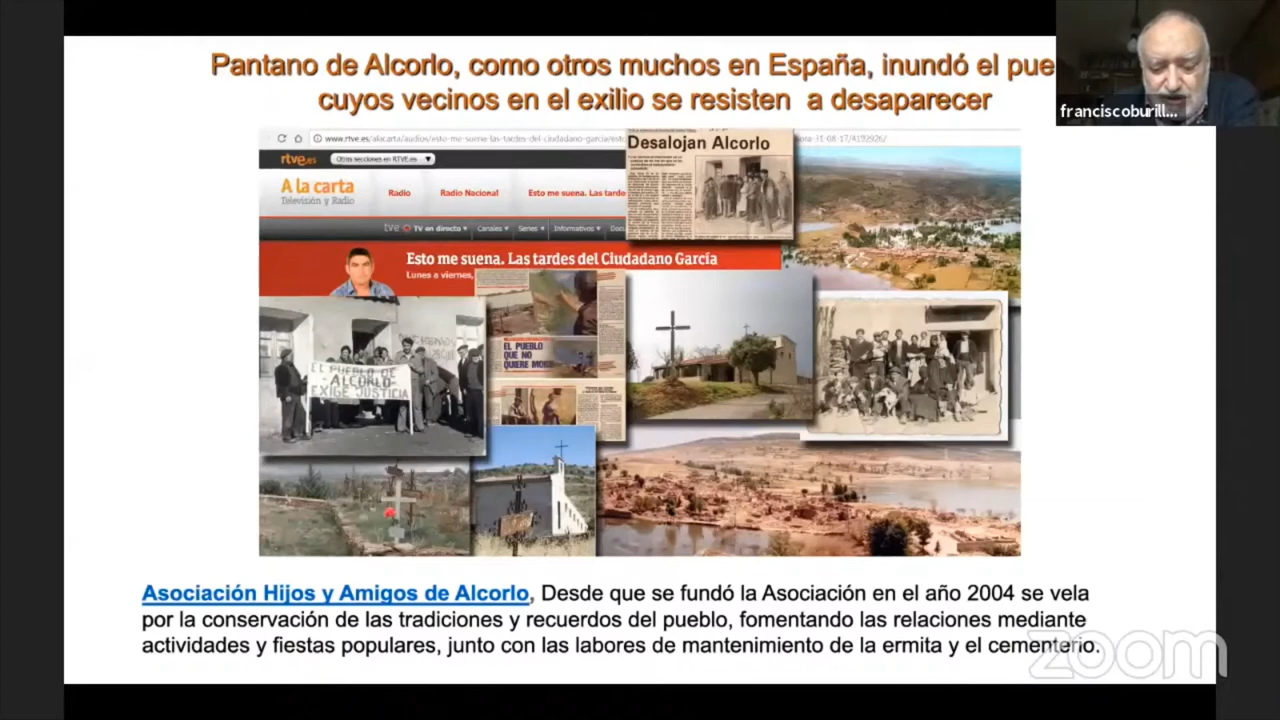 Pantano de Alcorlo, como otros muchos en España, inundó el pue
cuyos vecinos en el exilio se resisten a desaparecer
franciscoburill...
www.rtve.es/alacarta/audios/esto-me-suena-las-tardes-del-ciudadano-garcia/esto
31-08-17/4192926/
rtve.es
Otras secciones en RTVE.es
A la carta
Televisión y Radio
Radio
Radio Nacional
Esto me suena. Las tarde
Desalojan Alcorlo
tve
TV en directo
Canales
Series
Informativos
Docu
Esto me suena. Las tardes del Ciudadano García
Lunes a viernes,
EL PUEBLO DE
-ALCORLO-
EXIGE JUSTICIA
EL PUEBLO
QUE NO
QUIERE MORIR
Asociación Hijos y Amigos de Alcorlo, Desde que se fundó la Asociación en el año 2004 se vela
por la conservación de las tradiciones y recuerdos del pueblo, fomentando las relaciones mediante
actividades y fiestas populares, junto con las labores de mantenimiento de la ermita y el cementerio.
zoom